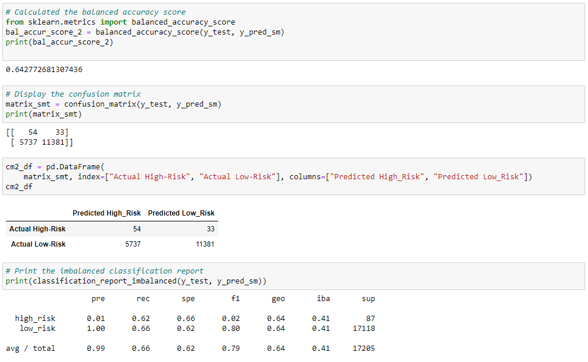 # Calculated the balanced accuracy score
from sklearn.metrics import balanced_accuracy_score
bal_accur_score_2 = balanced_accuracy_score(y_test, y_pred_sm)
print(bal_accur_score_2)
0.642772681307436
# Display the confusion matrix
matrix_smt = confusion_matrix(y_test, y_pred_sm)
print(matrix_smt)
[[ 54 33]
[ 5737 11381]]
cm2_df = pd.DataFrame(
matrix_smt, index=["Actual High-Risk", "Actual Low-Risk"], columns=["Predicted High_Risk", "Predicted Low_Risk"])
cm2_df
Predicted High_Risk Predicted Low_Risk
Actual High-Risk 54 33
Actual Low-Risk 5737 11381
# Print the imbalanced classification report
print(classification_report_imbalanced(y_test, y_pred_sm))
pre rec spe f1 geo iba sup
high_risk 0.01 0.62 0.66 0.02 0.64 0.41 87
low_risk 1.00 0.66 0.62 0.80 0.64 0.41 17118
avg / total 0.99 0.66 0.62 0.79 0.64 0.41 17205